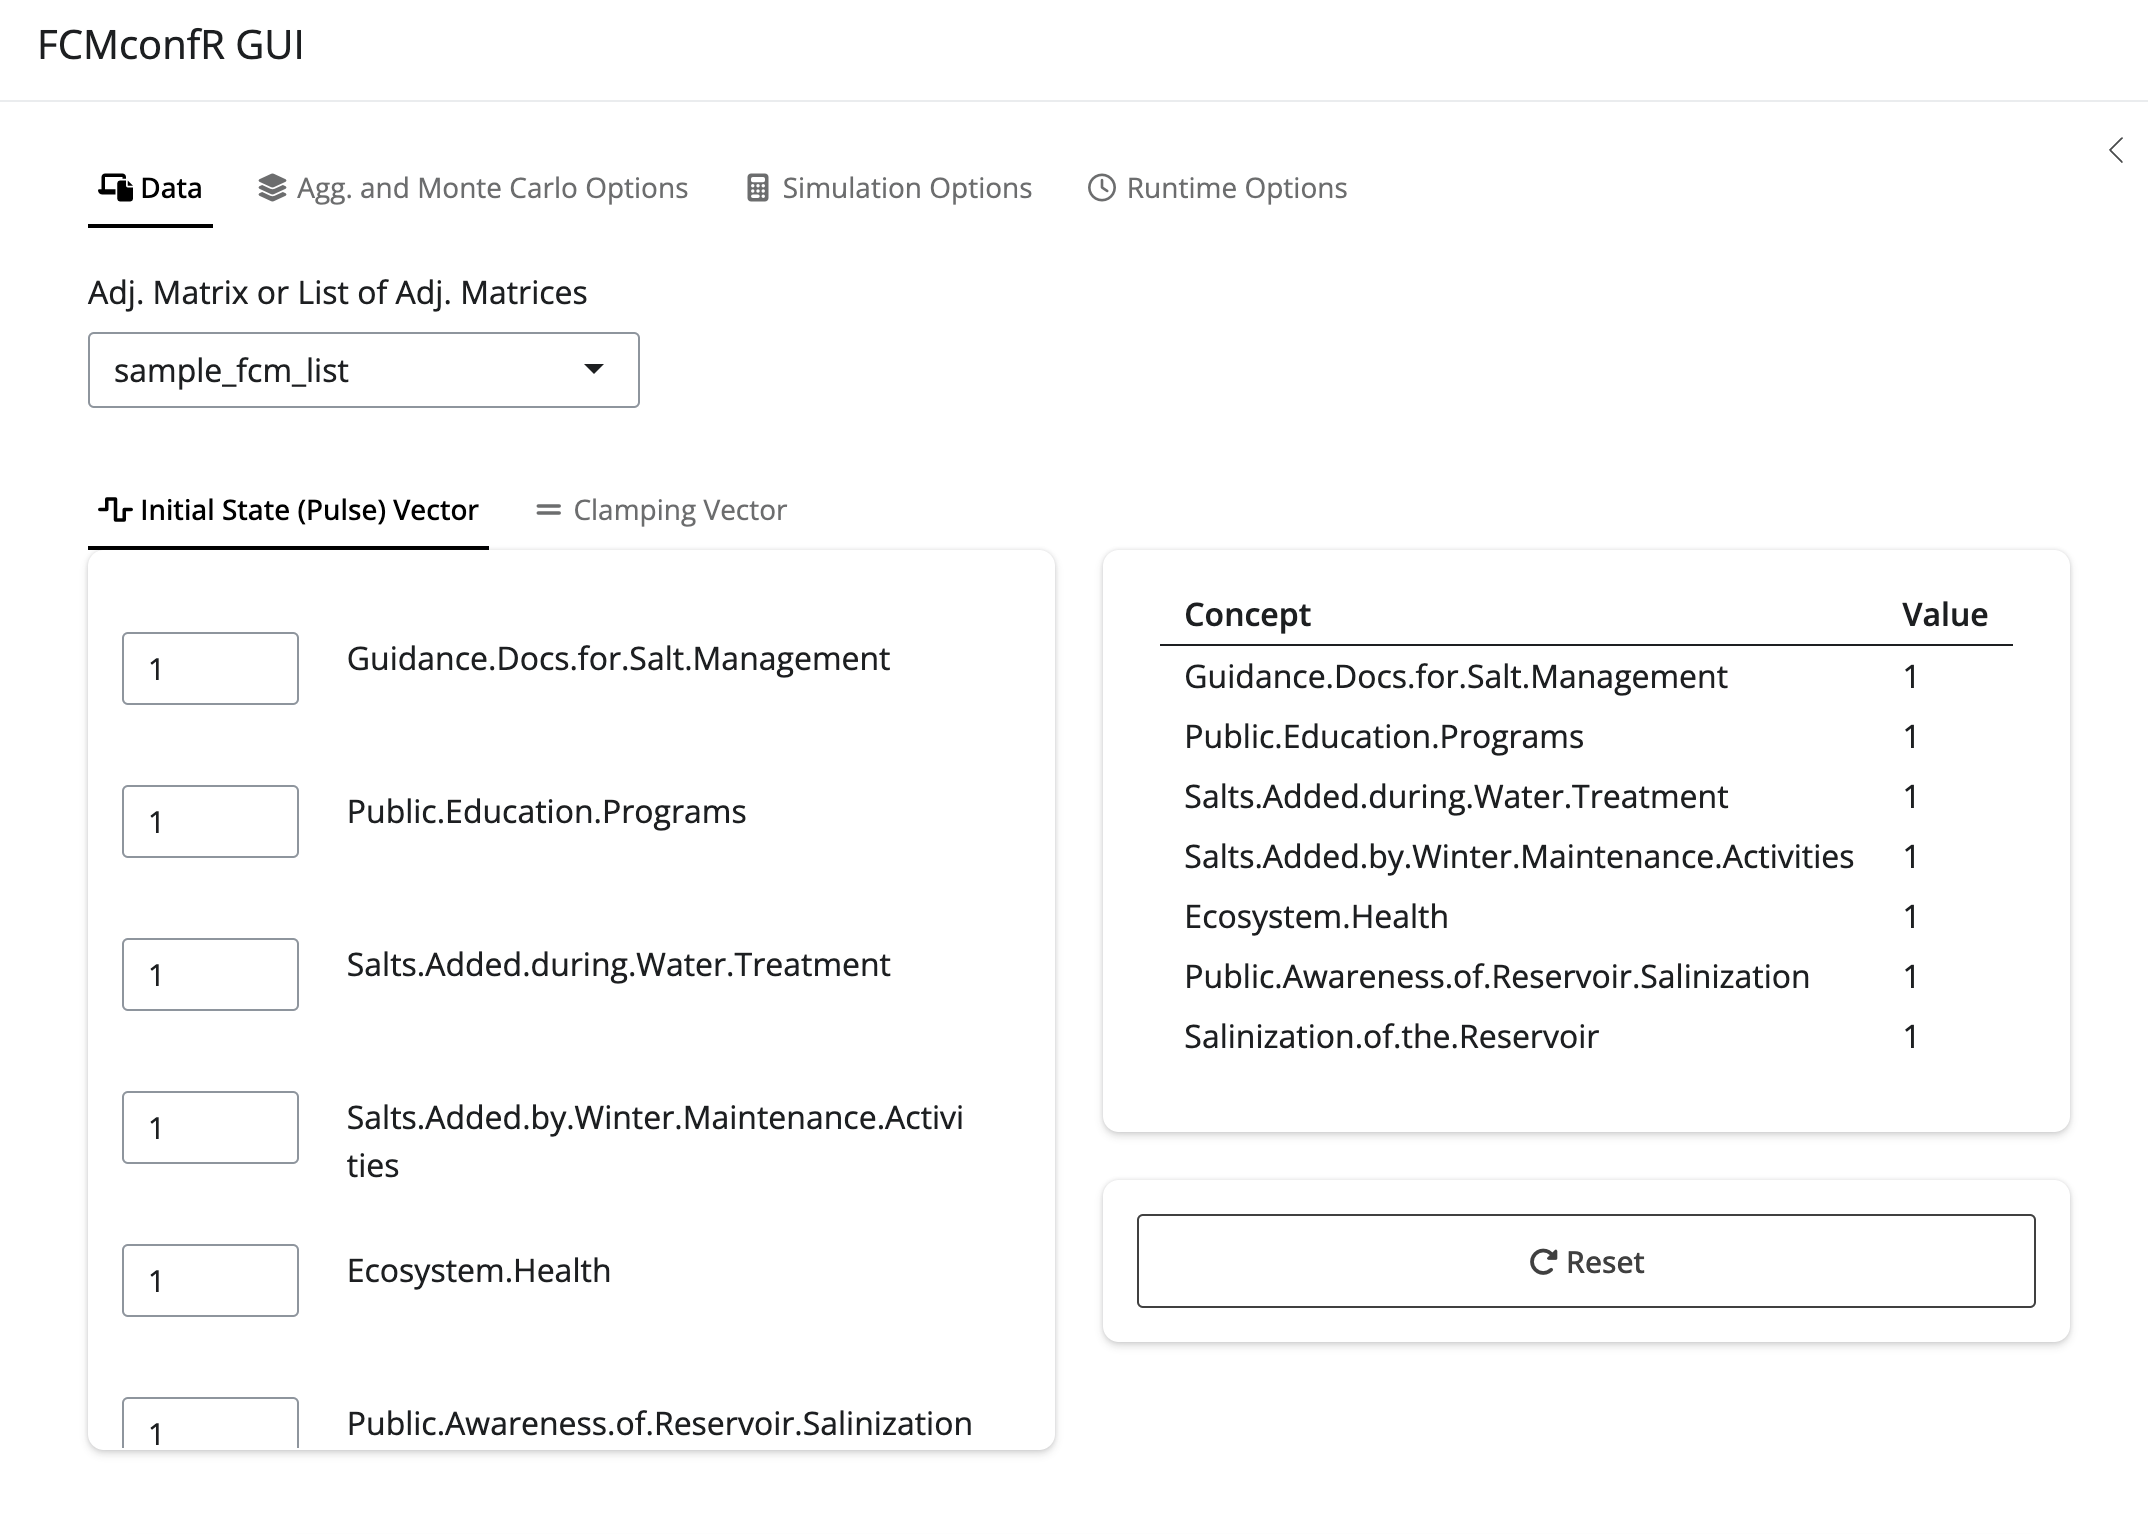 FCMconfR GUI
Data
Agg. and Monte Carlo Options
Simulation Options
Runtime Options
Adj. Matrix or List of Adj. Matrices
sample_fcm_list
Initial State (Pulse) Vector
Clamping Vector
1 Guidance.Docs.for.Salt.Management
1 Public.Education.Programs
1 Salts.Added.during.Water.Treatment
1 Salts.Added.by.Winter.Maintenance.Activi
ties
1 Ecosystem.Health
1 Public.Awareness.of.Reservoir.Salinization
Concept Value
Guidance.Docs.for.Salt.Management 1
Public.Education.Programs 1
Salts.Added.during.Water.Treatment 1
Salts.Added.by.Winter.Maintenance.Activities 1
Ecosystem.Health 1
Public.Awareness.of.Reservoir.Salinization 1
Salinization.of.the.Reservoir 1
Reset